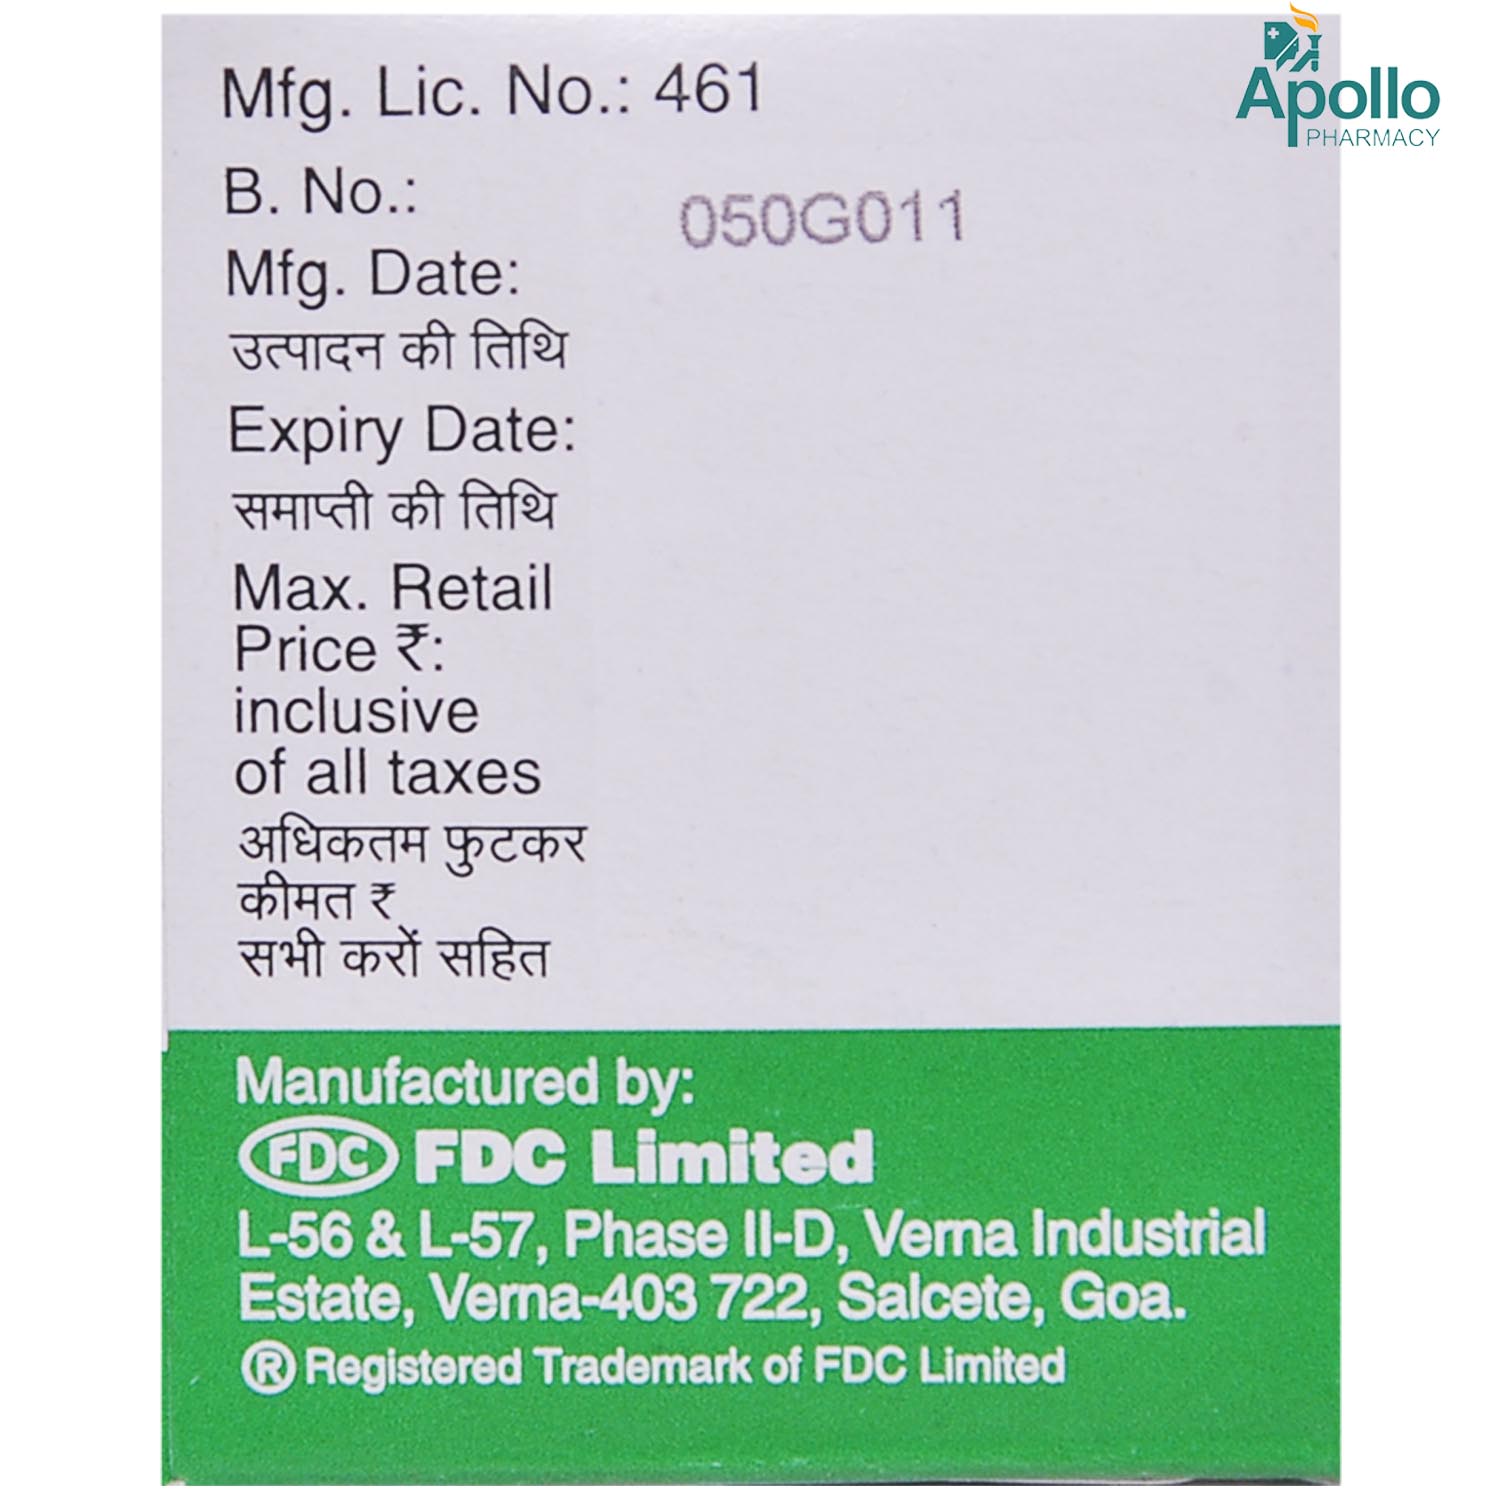 Apollo
PHARMACY
Mfg. Lic. No.: 461
B. No.: 050G011
Mfg. Date:
उत्पादन की तिथि
Expiry Date:
समाप्ती की तिथि
Max. Retail
Price ₹:
inclusive
of all taxes
अधिकतम फुटकर
कीमत ₹
सभी करों सहित
Manufactured by:
FDC FDC Limited
L-56 & L-57, Phase II-D, Verna Industrial
Estate, Verna-403 722, Salcete, Goa.
® Registered Trademark of FDC Limited